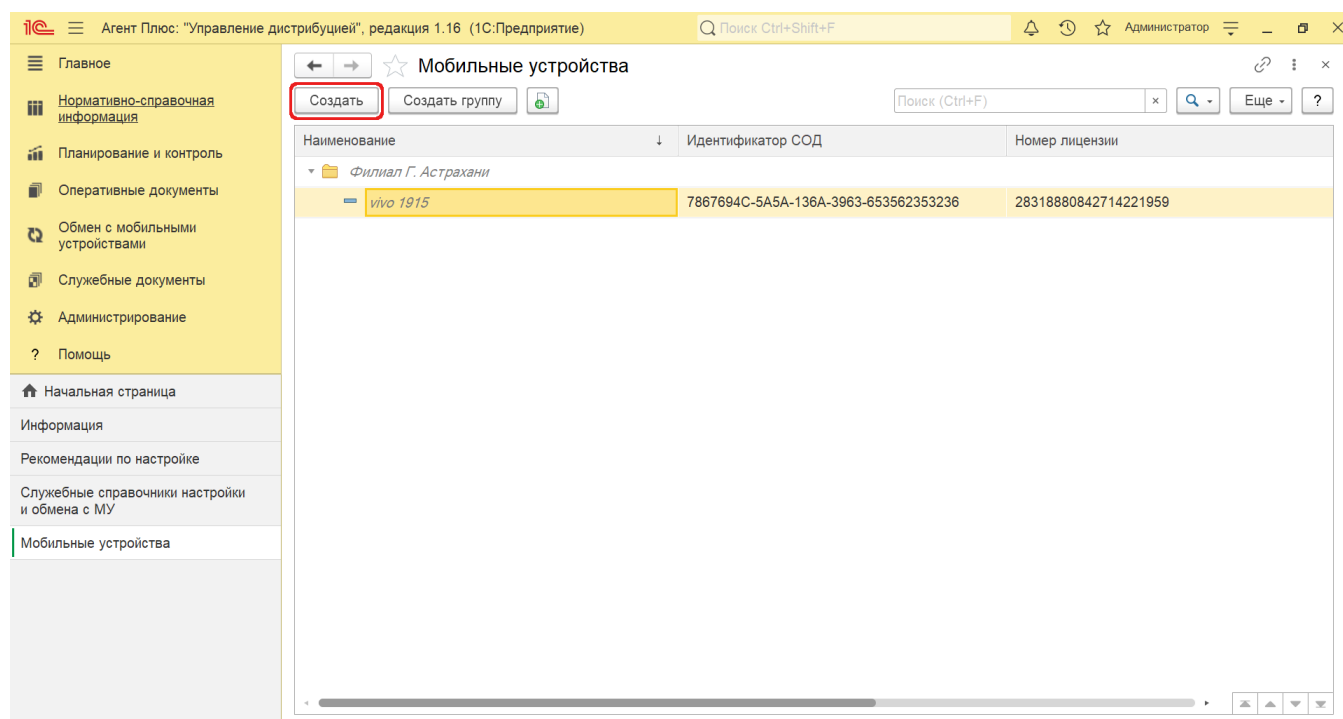 1С Агент Плюс: "Управление дистрибуцией", редакция 1.16 (1С:Предприятие) Поиск Ctrl+Shift+F Администратор
Главное
Нормативно-справочная
информация
Планирование и контроль
Оперативные документы
Обмен с мобильными
устройствами
Служебные документы
Администрирование
? Помощь
Начальная страница
Информация
Рекомендации по настройке
Служебные справочники настройки
и обмена с МУ
Мобильные устройства
Мобильные устройства
Создать Создать группу Поиск (Ctrl+F) × Еще ?
Наименование ↓ Идентификатор СОД Номер лицензии
Филиал Г. Астрахани
vivo 1915 7867694C-5A5A-136A-3963-653562353236 28318880842714221959